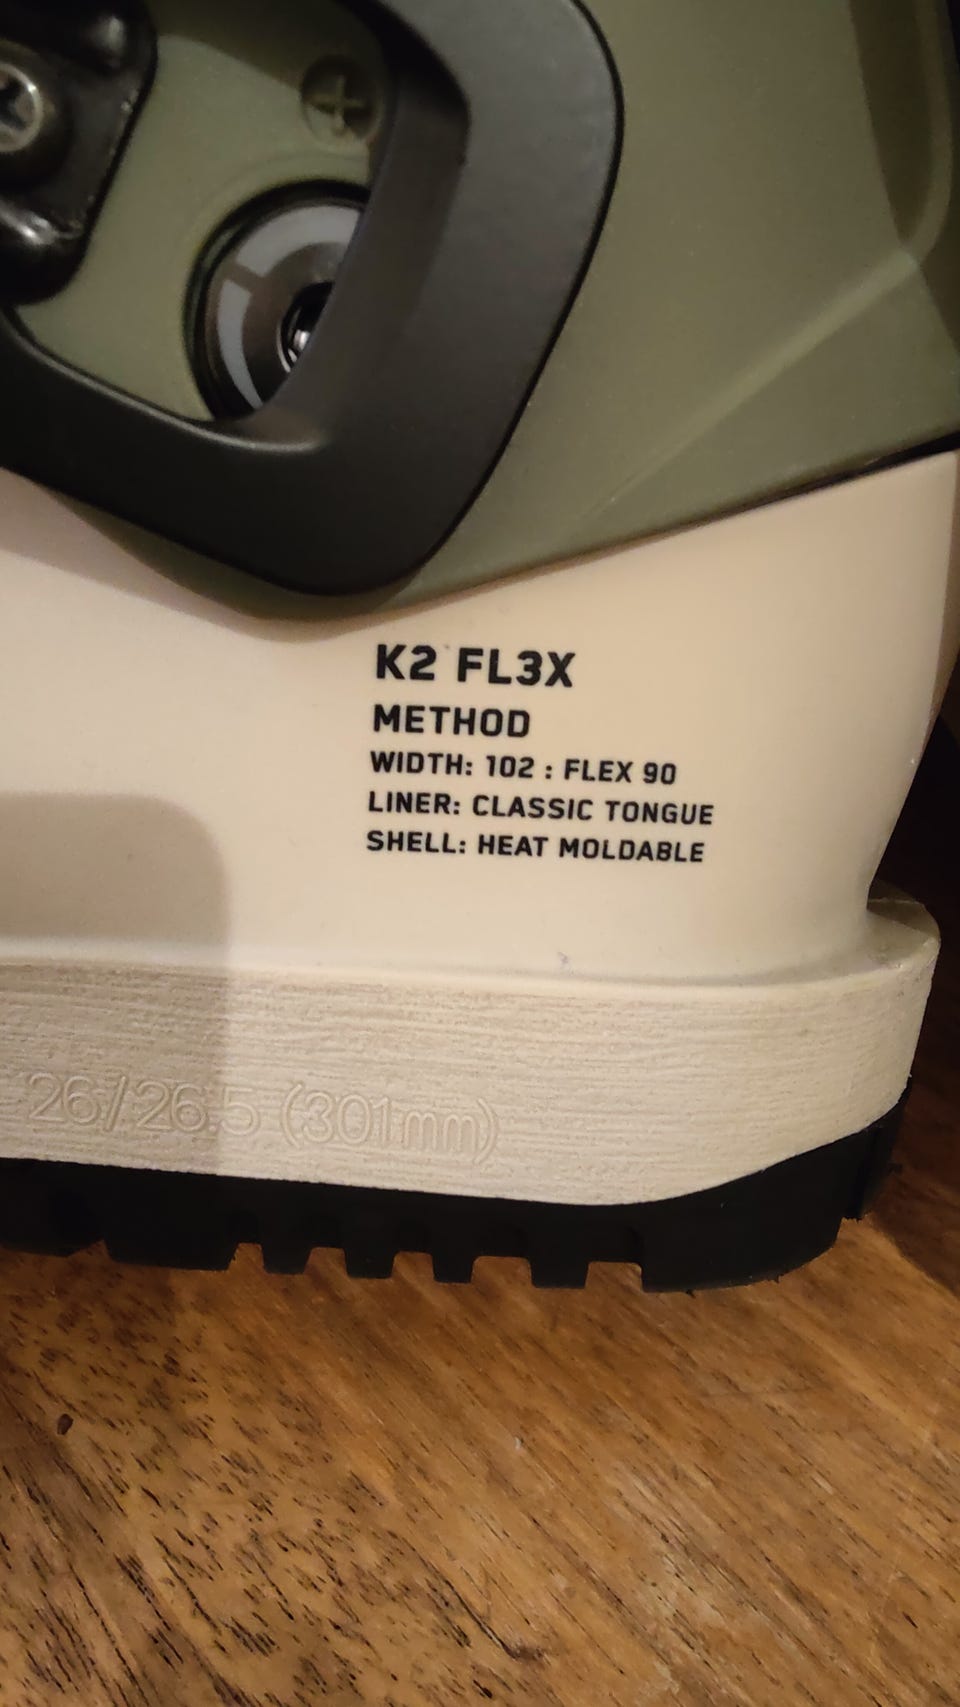 K2 FL3X
METHOD
WIDTH: 102 : FLEX 90
LINER: CLASSIC TONGUE
SHELL: HEAT MOLDABLE
26/26.5 (301mm)